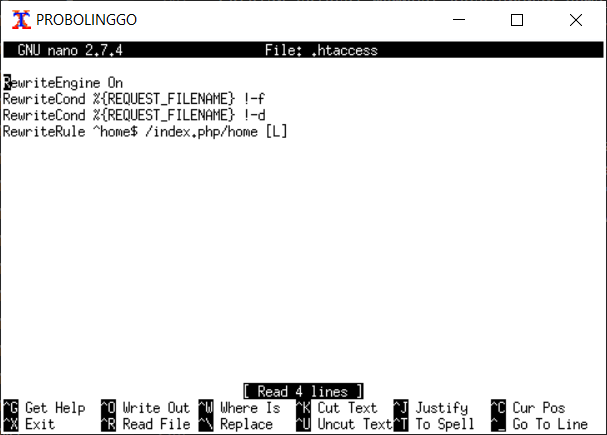 PROBOLINGGO
GNU nano 2.7.4 File: .htaccess
RewriteEngine On
RewriteCond %{REQUEST_FILENAME} !-f
RewriteCond %{REQUEST_FILENAME} !-d
RewriteRule ^home$ /index.php/home [L]
[ Read 4 lines ]
^G Get Help ^O Write Out ^W Where Is ^K Cut Text ^J Justify ^C Cur Pos
^X Exit ^R Read File ^\ Replace ^U Uncut Text ^T To Spell ^_ Go To Line